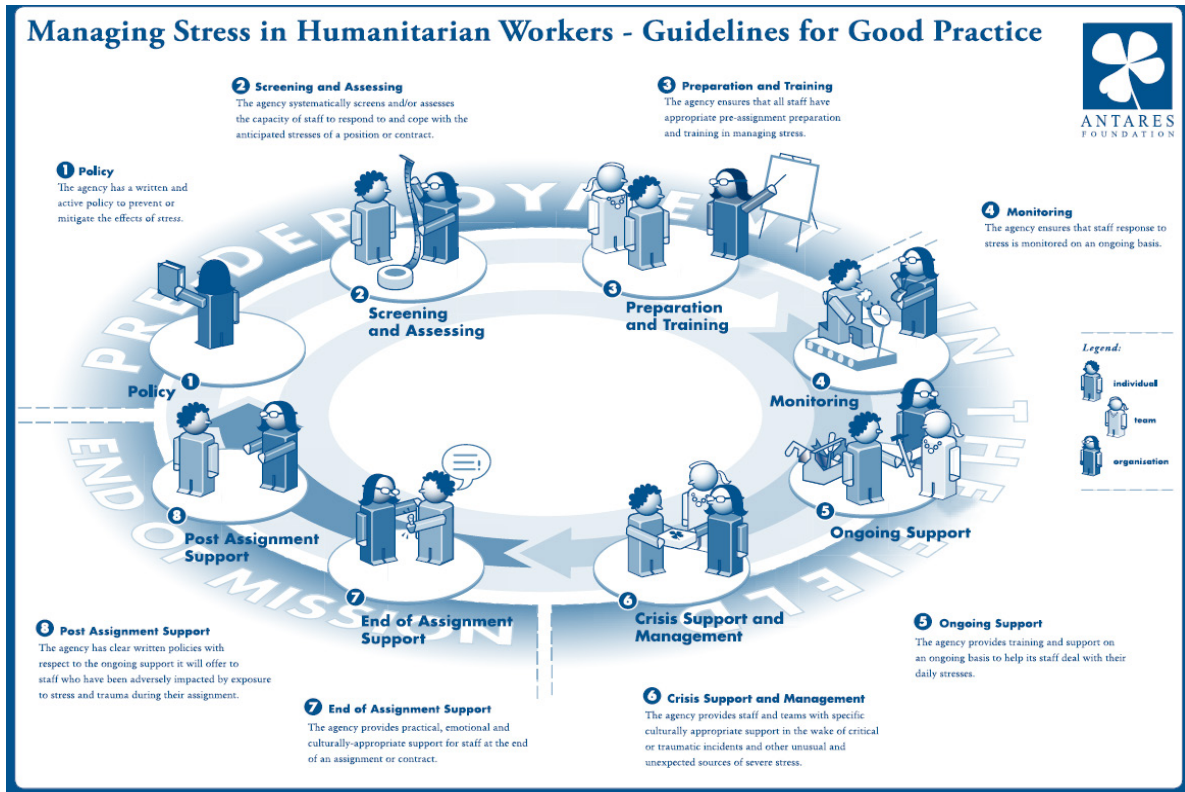 Managing Stress in Humanitarian Workers - Guidelines for Good Practice
ANTARES
FOUNDATION
2 Screening and Assessing
The agency systematically screens and/or assesses
the capacity of staff to respond to and cope with the
anticipated stresses of a position or contract.
3 Preparation and Training
The agency ensures that all staff have
appropriate pre-assignment preparation
and training in managing stress.
1 Policy
The agency has a written and
active policy to prevent or
mitigate the effects of stress.
4 Monitoring
The agency ensures that staff response to
stress is monitored on an ongoing basis.
PRE DEPLOYMENT
IN THE FIELD
END OF MISSION
1
Policy
2
Screening
and Assessing
3
Preparation
and Training
4
Monitoring
5
Ongoing Support
6
Crisis Support and
Management
7
End of Assignment
Support
8
Post Assignment
Support
Legend:
individual
team
organisation
8 Post Assignment Support
The agency has clear written policies with
respect to the ongoing support it will offer to
staff who have been adversely impacted by exposure
to stress and trauma during their assignment.
7 End of Assignment Support
The agency provides practical, emotional and
culturally-appropriate support for staff at the end
of an assignment or contract.
6 Crisis Support and Management
The agency provides staff and teams with specific
culturally appropriate support in the wake of critical
or traumatic incidents and other unusual and
unexpected sources of severe stress.
5 Ongoing Support
The agency provides training and support on
an ongoing basis to help its staff deal with their
daily stresses.